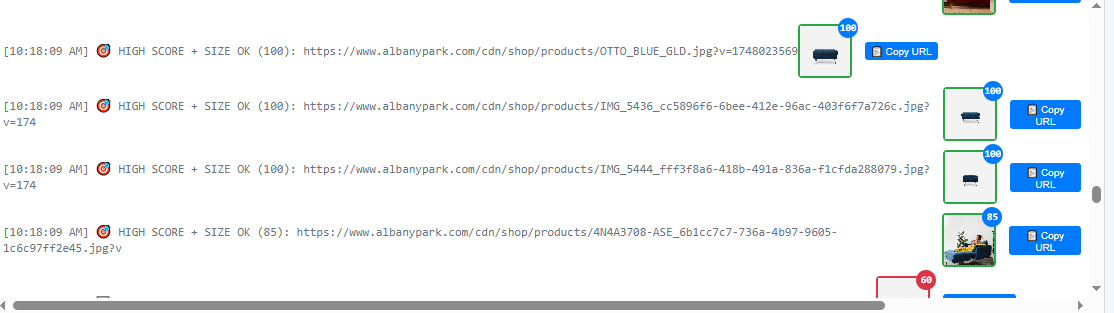 [10:18:09 AM] 🎯 HIGH SCORE + SIZE OK (100): https://www.albanypark.com/cdn/shop/products/OTTO_BLUE_GLD.jpg?v=1748023569 100 📋 Copy URL
[10:18:09 AM] 🎯 HIGH SCORE + SIZE OK (100): https://www.albanypark.com/cdn/shop/products/IMG_5436_cc5896f6-6bee-412e-96ac-403f6f7a726c.jpg?
v=174
100
📋 Copy
URL
[10:18:09 AM] 🎯 HIGH SCORE + SIZE OK (100): https://www.albanypark.com/cdn/shop/products/IMG_5444_fff3f8a6-418b-491a-836a-f1cfda288079.jpg?
v=174
100
📋 Copy
URL
[10:18:09 AM] 🎯 HIGH SCORE + SIZE OK (85): https://www.albanypark.com/cdn/shop/products/4N4A3708-ASE_6b1cc7c7-736a-4b97-9605-
1c6c97ff2e45.jpg?v
85
📋 Copy
URL
60